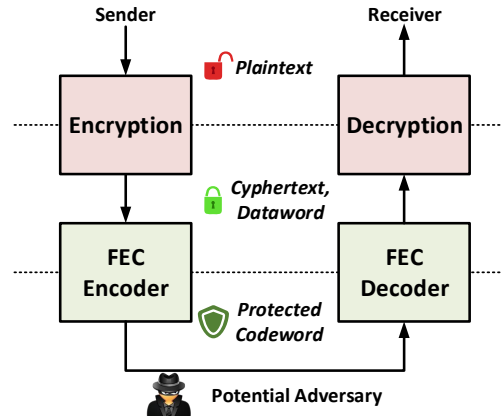 Sender
Receiver
Plaintext
Encryption
Decryption
Cyphertext,
Dataword
FEC
Encoder
FEC
Decoder
Protected
Codeword
Potential Adversary